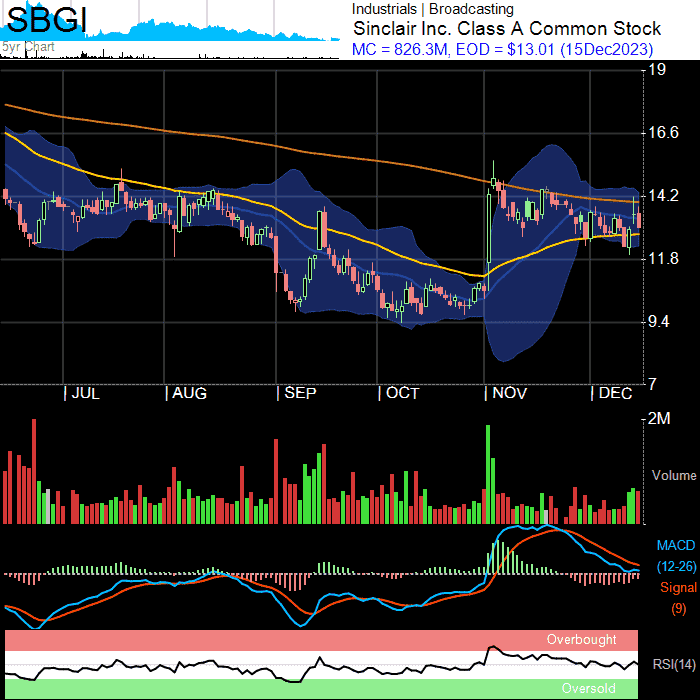 SBGI
5yr Chart
Industrials | Broadcasting
Sinclair Inc. Class A Common Stock
MC = 826.3M, EOD = $13.01 (15Dec2023)
19
16.6
14.2
11.8
9.4
7
| JUL | AUG | SEP | OCT | NOV | DEC
2M
Volume
MACD
(12-26)
Signal
(9)
Overbought
RSI(14)
Oversold